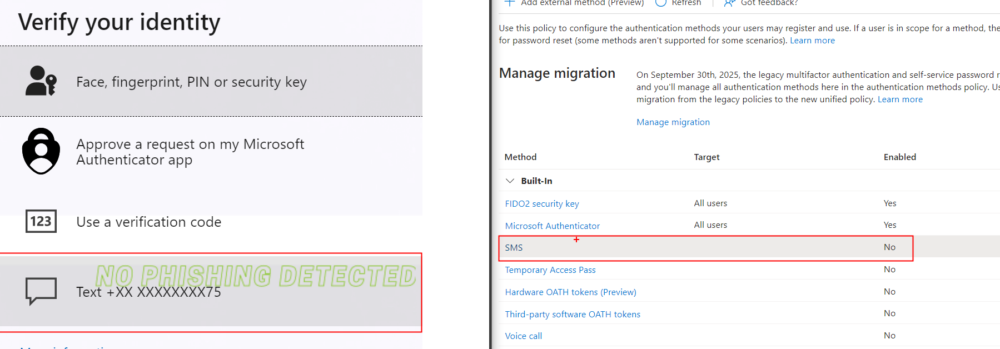 Verify your identity
Face, fingerprint, PIN or security key
Approve a request on my Microsoft
Authenticator app
123
Use a verification code
NO PHISHING DETECTED
Text +XX XXXXXXXX75
Add external method (Preview)
Refresh
Got feedback?
Use this policy to configure the authentication methods your users may register and use. If a user is in scope for a method, the
for password reset (some methods aren't supported for some scenarios). Learn more
Manage migration
On September 30th, 2025, the legacy multifactor authentication and self-service password r
and you'll manage all authentication methods here in the authentication methods policy. Us
migration from the legacy policies to the new unified policy. Learn more
Manage migration
Method Target Enabled
Built-In
FIDO2 security key All users Yes
Microsoft Authenticator All users Yes
SMS No
Temporary Access Pass No
Hardware OATH tokens (Preview) No
Third-party software OATH tokens No
Voice call No